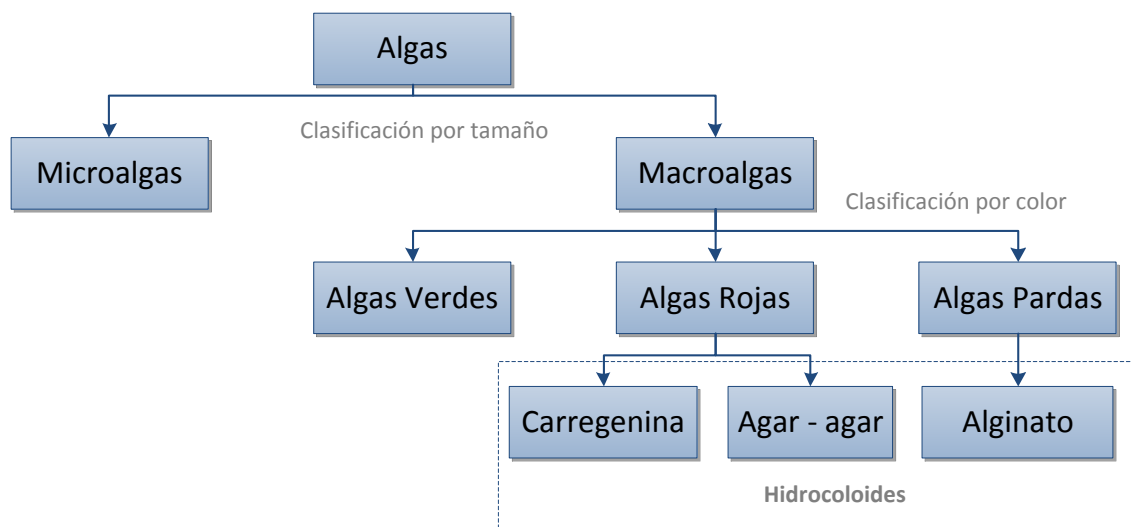 Algas
Clasificación por tamaño
Microalgas
Macroalgas
Clasificación por color
Algas Verdes
Algas Rojas
Algas Pardas
Carregenina
Agar - agar
Alginato
Hidrocoloides